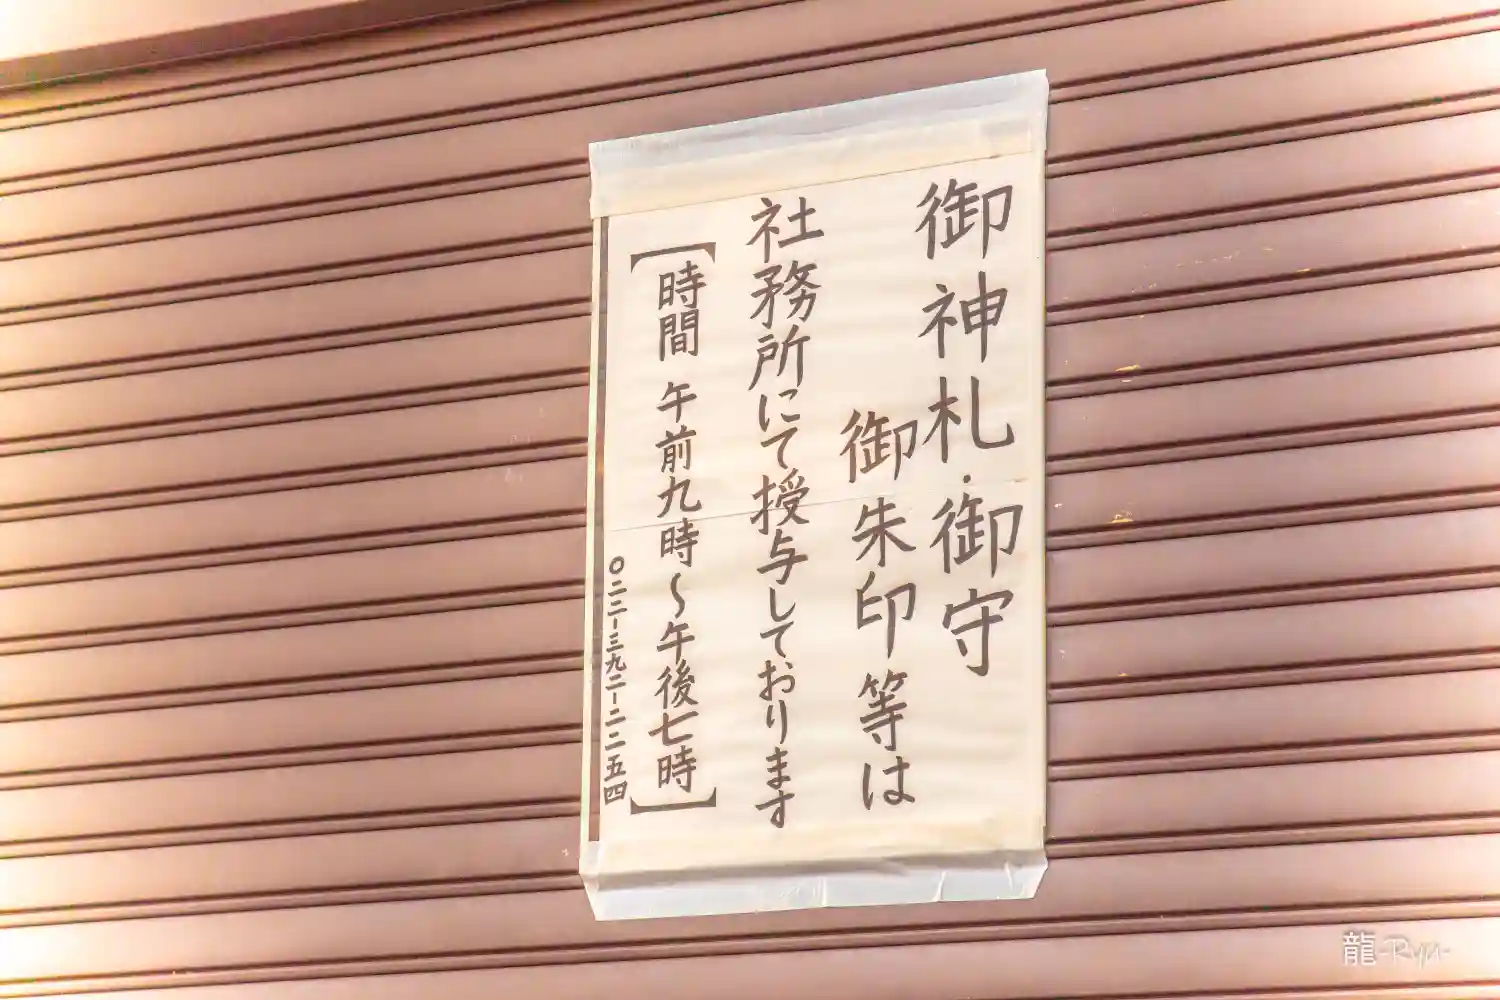 御神札・御守
御朱印等は
社務所にて授与しております
[時間 午前九時〜午後七時]
〇二二-三九二-二二五四
龍-Ryu-